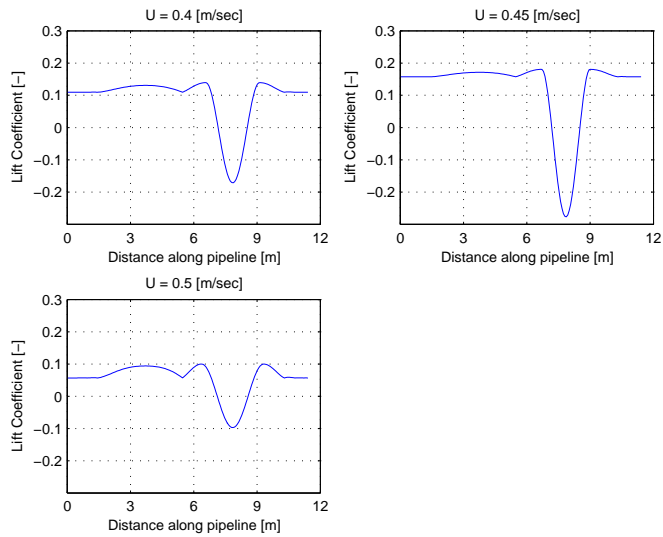 U = 0.4 [m/sec]
0.3
0.2
0.1
0
−0.1
−0.2
Lift Coefficient [−]
0 3 6 9 12
Distance along pipeline [m]
U = 0.45 [m/sec]
0.3
0.2
0.1
0
−0.1
−0.2
Lift Coefficient [−]
0 3 6 9 12
Distance along pipeline [m]
U = 0.5 [m/sec]
0.3
0.2
0.1
0
−0.1
−0.2
Lift Coefficient [−]
0 3 6 9 12
Distance along pipeline [m]